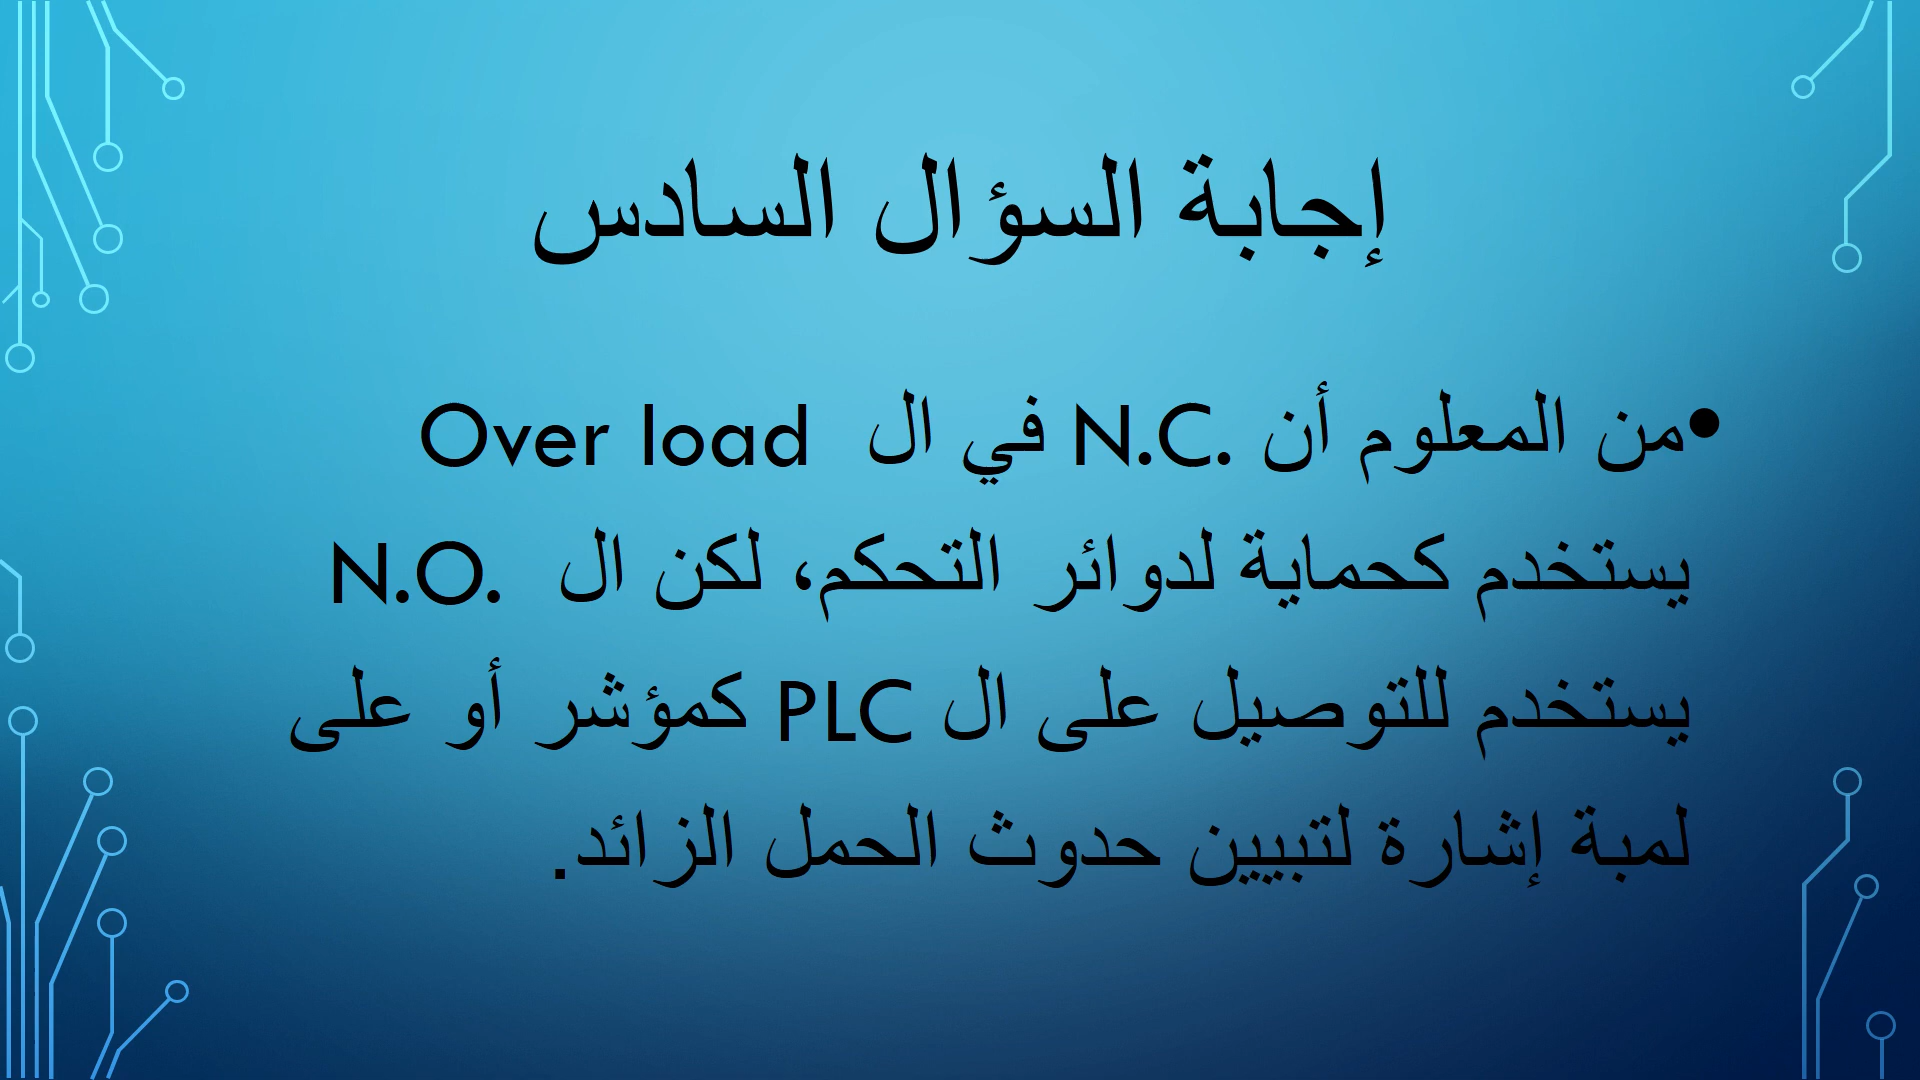 إجابة السؤال السادس
•من المعلوم أن N.C. في ال Over load
يستخدم كحماية لدوائر التحكم، لكن ال N.O.
يستخدم للتوصيل على ال PLC كمؤشر أو على
لمبة إشارة لتبيين حدوث الحمل الزائد.